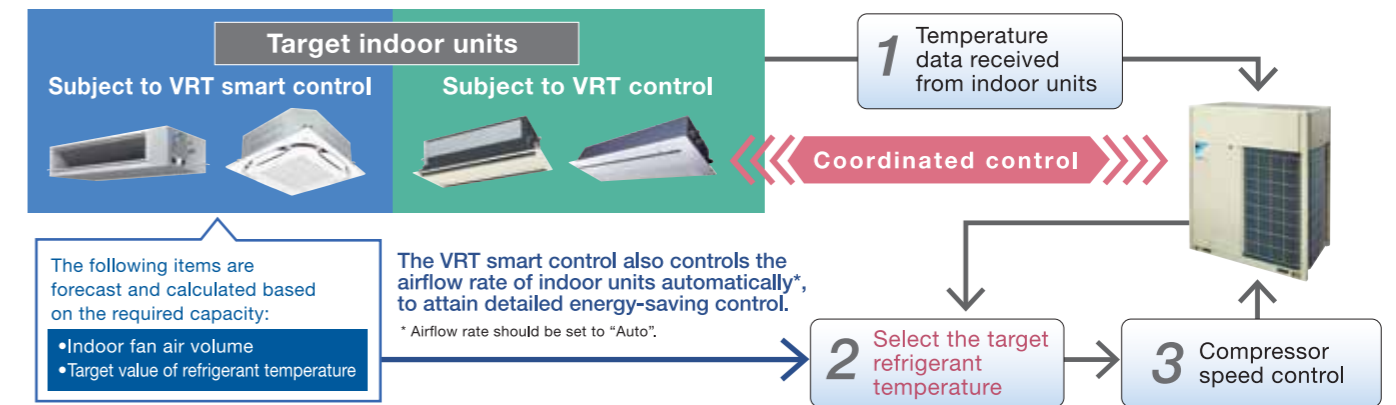 Target indoor units
Subject to VRT smart control
Subject to VRT control
1
Temperature
data received
from indoor units
Coordinated control
The following items are
forecast and calculated based
on the required capacity:
•Indoor fan air volume
•Target value of refrigerant temperature
The VRT smart control also controls the
airflow rate of indoor units automatically*,
to attain detailed energy-saving control.
* Airflow rate should be set to “Auto”.
2
Select the target
refrigerant
temperature
3
Compressor
speed control